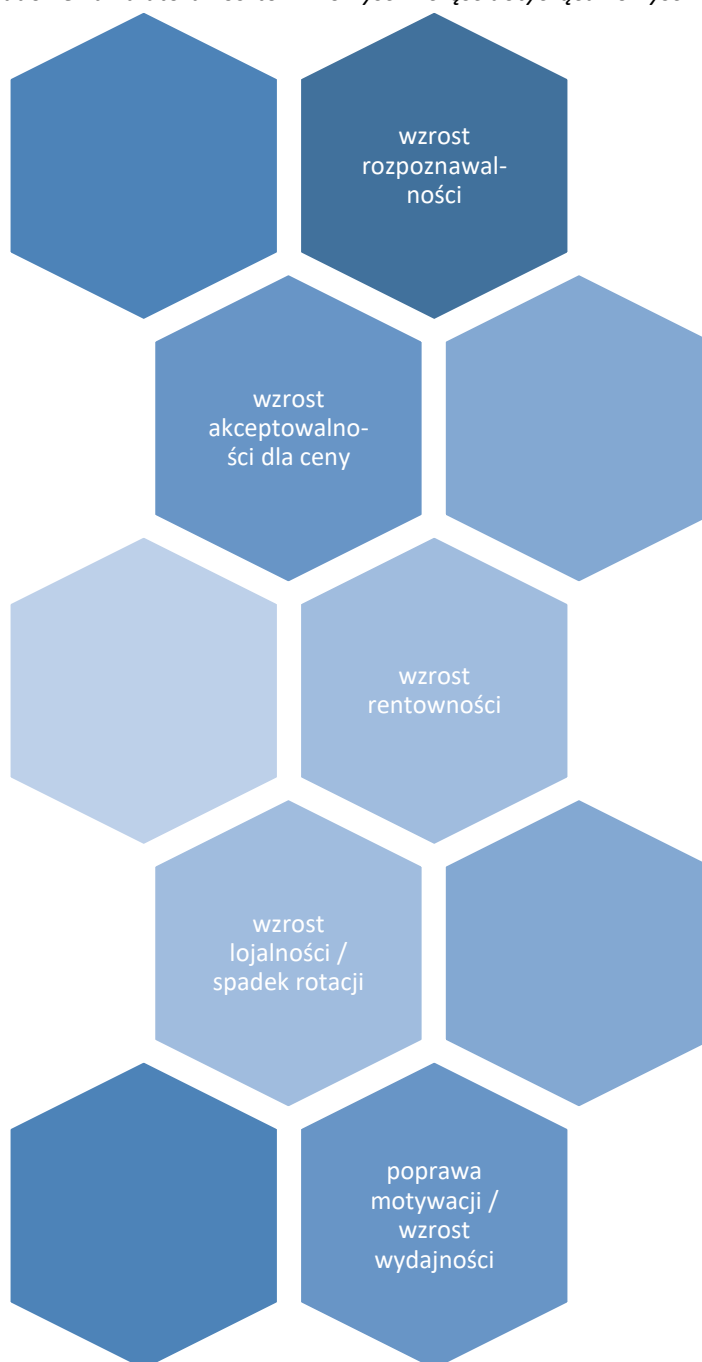 wzrost
rozpoznawal-
ności
wzrost
akceptowalno-
ści dla ceny
wzrost
rentowności
wzrost
lojalności /
spadek rotacji
poprawa
motywacji /
wzrost
wydajności